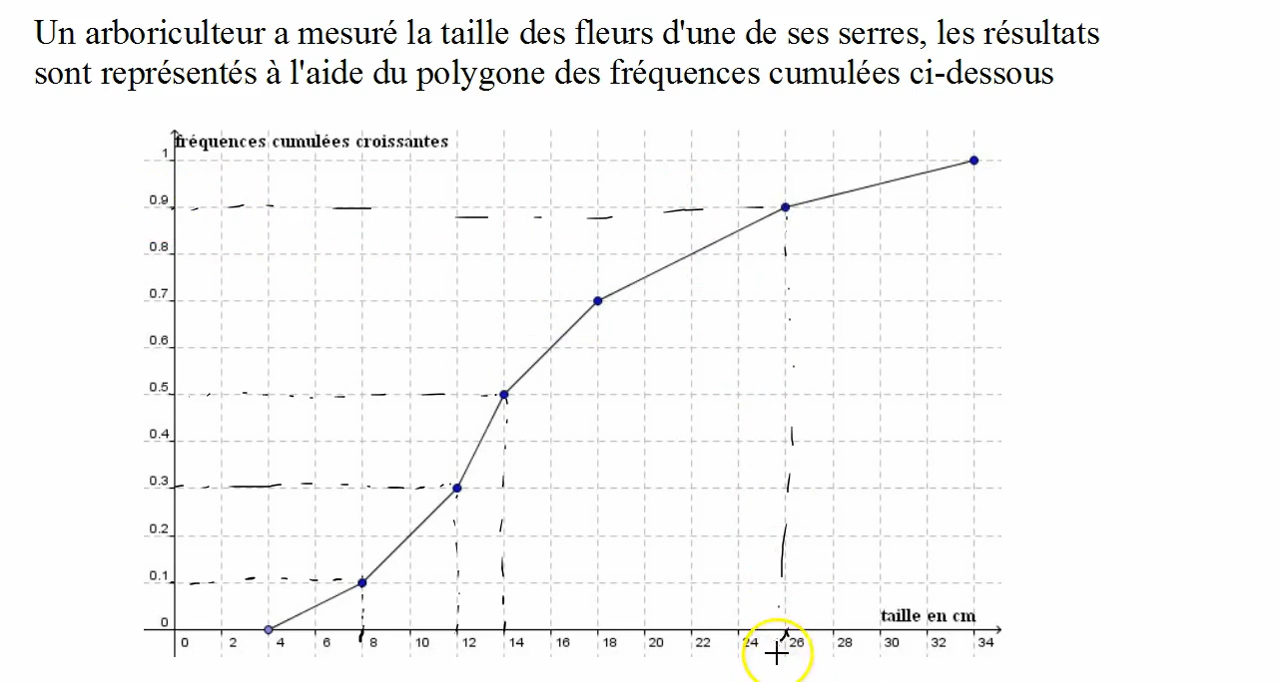 Un arboriculteur a mesuré la taille des fleurs d'une de ses serres, les résultats
sont représentés à l'aide du polygone des fréquences cumulées ci-dessous
fréquences cumulées croissantes
1
0.9
0.8
0.7
0.6
0.5
0.4
0.3
0.2
0.1
0
taille en cm
0 2 4 6 8 10 12 14 16 18 20 22 24 26 28 30 32 34